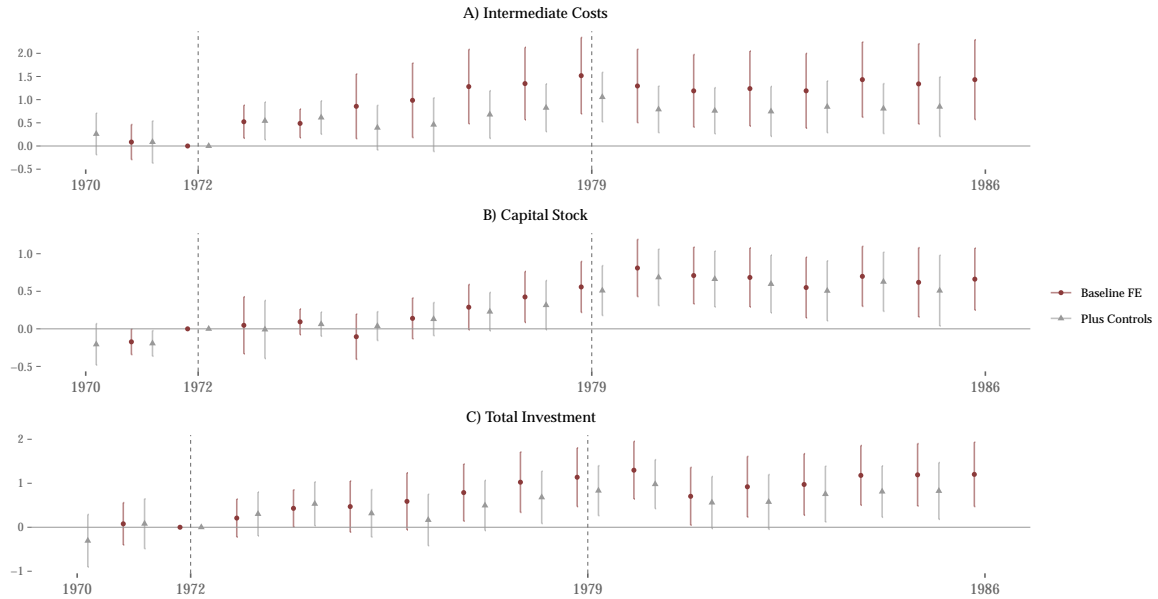 A) Intermediate Costs
2.0
1.5
1.0
0.5
0.0
−0.5
1970 1972 1979 1986
B) Capital Stock
1.0
0.5
0.0
−0.5
1970 1972 1979 1986
Baseline FE
Plus Controls
C) Total Investment
2
1
0
−1
1970 1972 1979 1986